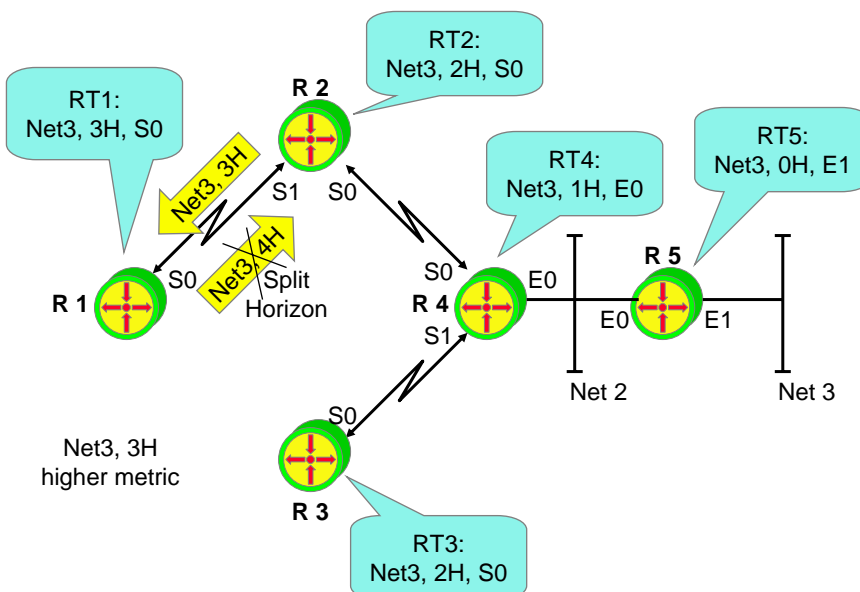 RT2:
Net3, 2H, S0
R 2
RT1:
Net3, 3H, S0
RT4:
Net3, 1H, E0
RT5:
Net3, 0H, E1
Net3, 3H
S1
S0
Net3, 4H
S0
Split
Horizon
R 1
S0
R 4
E0
R 5
E0
E1
S1
Net 2
Net 3
S0
Net3, 3H
higher metric
R 3
RT3:
Net3, 2H, S0